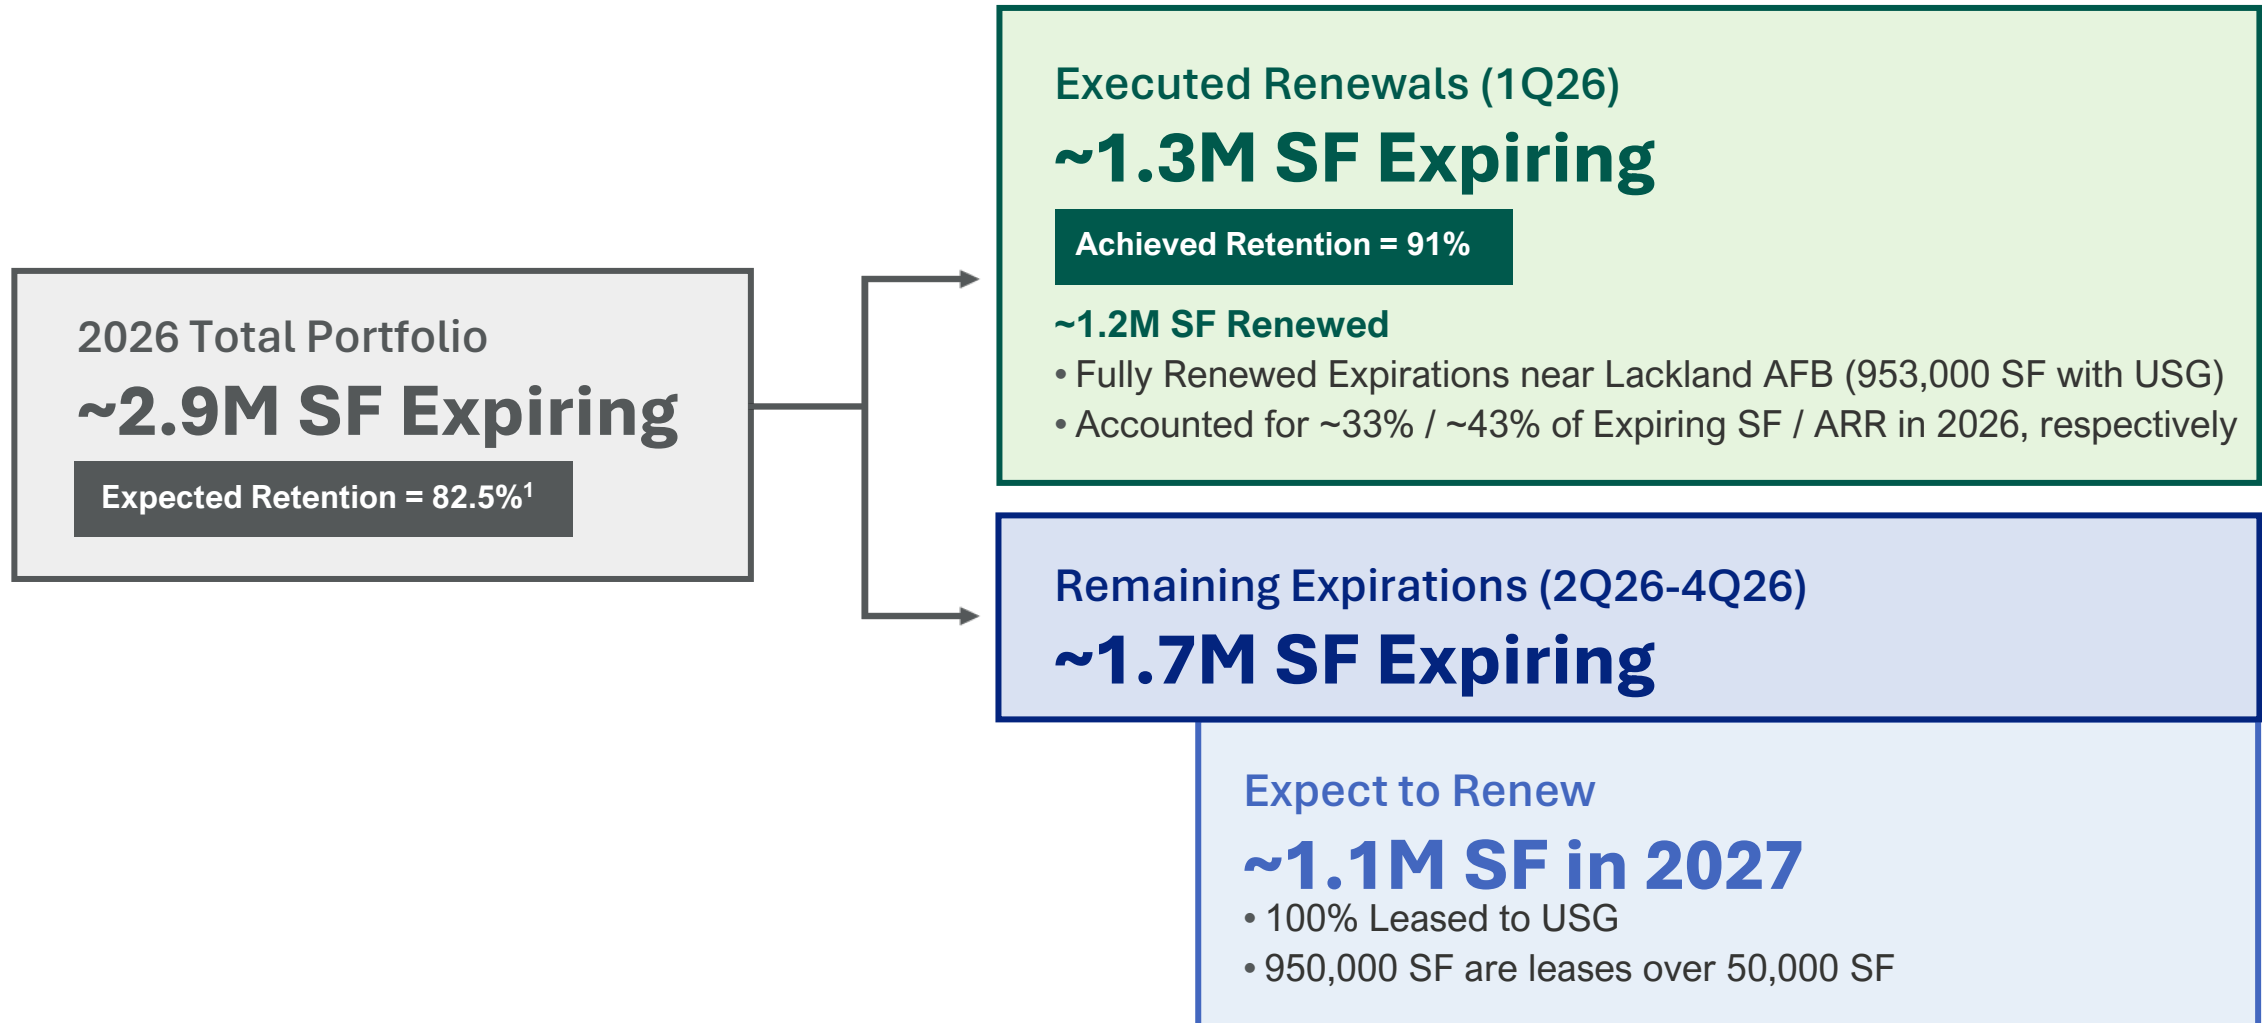 2026 Total Portfolio
~2.9M SF Expiring
Expected Retention = 82.5%¹
Executed Renewals (1Q26)
~1.3M SF Expiring
Achieved Retention = 91%
~1.2M SF Renewed
• Fully Renewed Expirations near Lackland AFB (953,000 SF with USG)
• Accounted for ~33% / ~43% of Expiring SF / ARR in 2026, respectively
Remaining Expirations (2Q26-4Q26)
~1.7M SF Expiring
Expect to Renew
~1.1M SF in 2027
• 100% Leased to USG
• 950,000 SF are leases over 50,000 SF